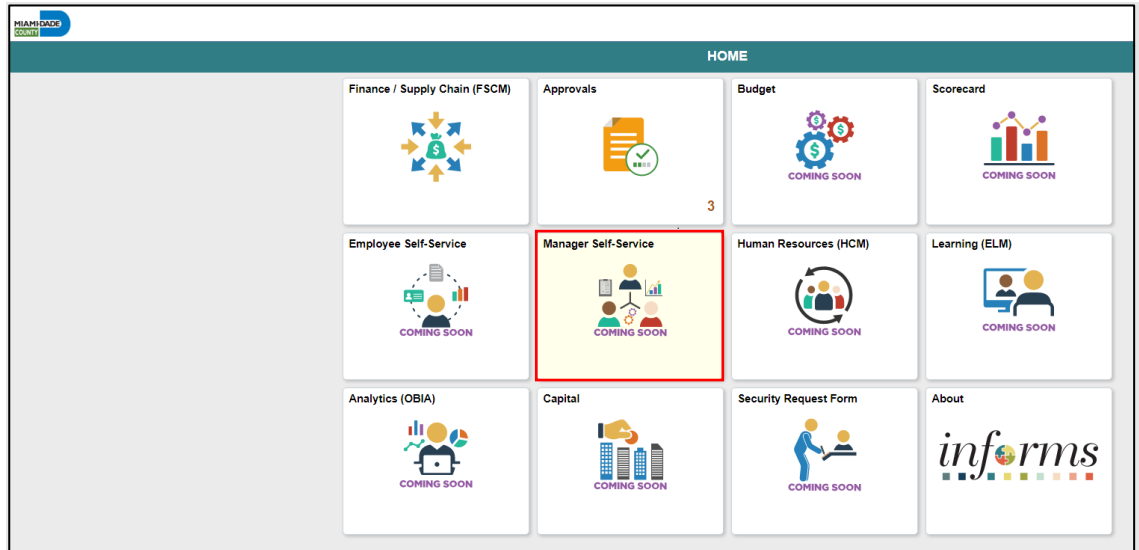 MIAMI-DADE
COUNTY
HOME
Finance / Supply Chain (FSCM)
Approvals
3
Budget
COMING SOON
Scorecard
COMING SOON
Employee Self-Service
COMING SOON
Manager Self-Service
COMING SOON
Human Resources (HCM)
COMING SOON
Learning (ELM)
COMING SOON
Analytics (OBIA)
COMING SOON
Capital
COMING SOON
Security Request Form
COMING SOON
About
informs